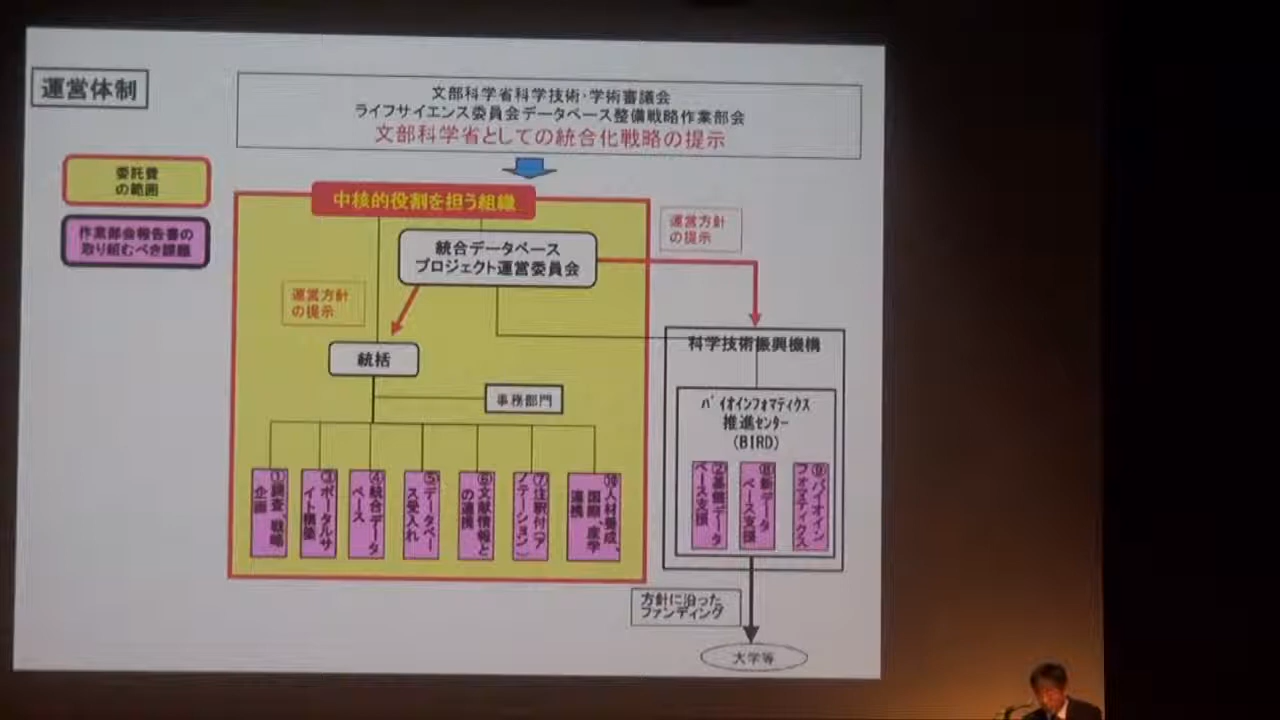 運営体制
文部科学省科学技術・学術審議会
ライフサイエンス委員会データベース整備戦略作業部会
文部科学省としての統合化戦略の提示
委託費
の範囲
作業部会報告書の
取り組むべき課題
中核的役割を担う組織
統合データベース
プロジェクト運営委員会
運営方針
の提示
運営方針
の提示
統括
事務部門
科学技術振興機構
バイオインフォマティクス
推進センター
(BIRD)
①調査、戦略
企画
③ポータルサ
イト構築
④統合データ
ベース
⑤データベー
ス受入れ
⑥文献情報と
の連携
⑦注釈付(ア
ノテーション)
⑩人材養成、
国際、産学
連携
②基盤データ
ベース支援
⑧新データ
ベース支援
⑨バイオイン
フォマティクス
方針に沿った
ファンディング
大学等